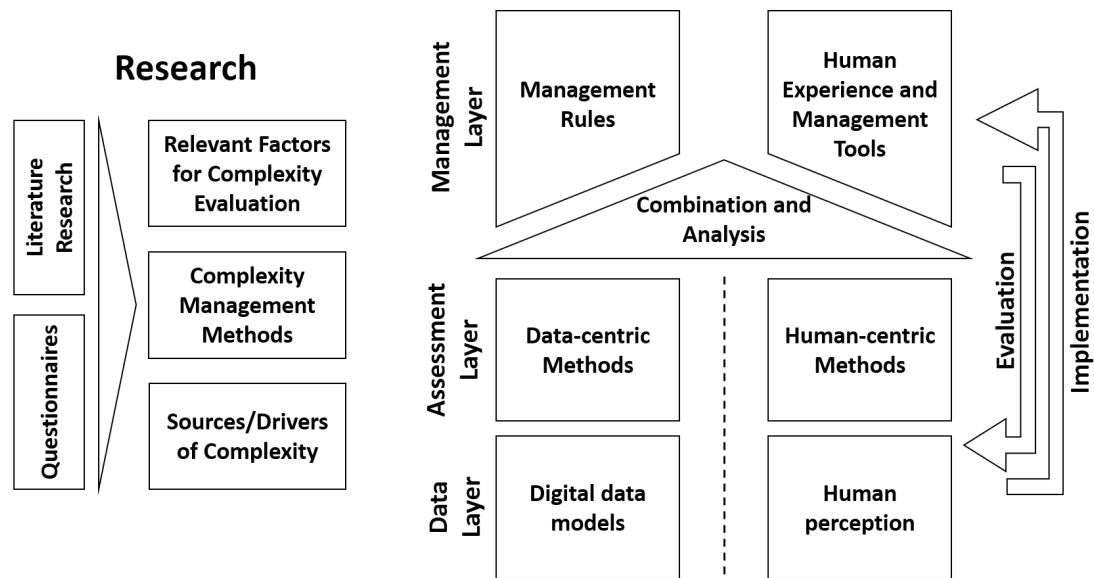 Research
Literature
Research
Questionnaires
Relevant Factors
for Complexity
Evaluation
Complexity
Management
Methods
Sources/Drivers
of Complexity
Management
Layer
Management
Rules
Human
Experience and
Management
Tools
Combination and
Analysis
Assessment
Layer
Data-centric
Methods
Human-centric
Methods
Data
Layer
Digital data
models
Human
perception
Evaluation
Implementation